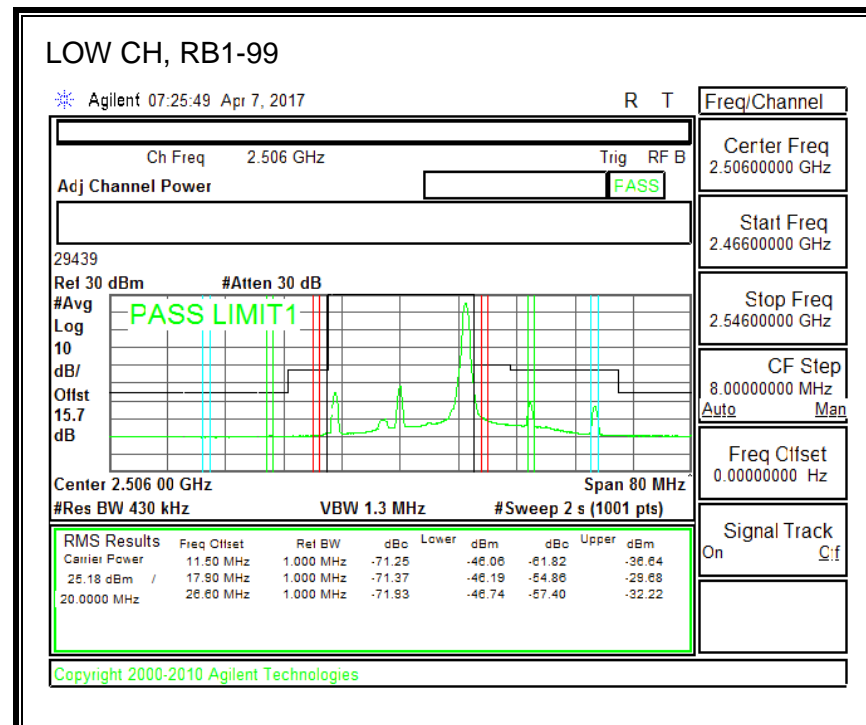 LOW CH, RB1-99
Agilent 07:25:49 Apr 7, 2017 R T
Ch Freq 2.506 GHz Trig RF B
Adj Channel Power PASS
29439
Ref 30 dBm #Atten 30 dB
#Avg
Log
10
dB/
Offst
15.7
dB
PASS LIMIT1
Center 2.506 00 GHz Span 80 MHz
#Res BW 430 kHz VBW 1.3 MHz #Sweep 2 s (1001 pts)
RMS Results Freq Offset Ref BW dBc Lower dBm dBc Upper dBm
Carrier Power 11.50 MHz 1.000 MHz -71.25 -46.06 -61.82 -36.64
25.18 dBm / 17.90 MHz 1.000 MHz -71.37 -46.19 -54.86 -29.68
20.0000 MHz 26.60 MHz 1.000 MHz -71.93 -46.74 -57.40 -32.22
Copyright 2000-2010 Agilent Technologies
Freq/Channel
Center Freq
2.50600000 GHz
Start Freq
2.46600000 GHz
Stop Freq
2.54600000 GHz
CF Step
8.00000000 MHz
Auto Man
Freq Offset
0.00000000 Hz
Signal Track
On Off